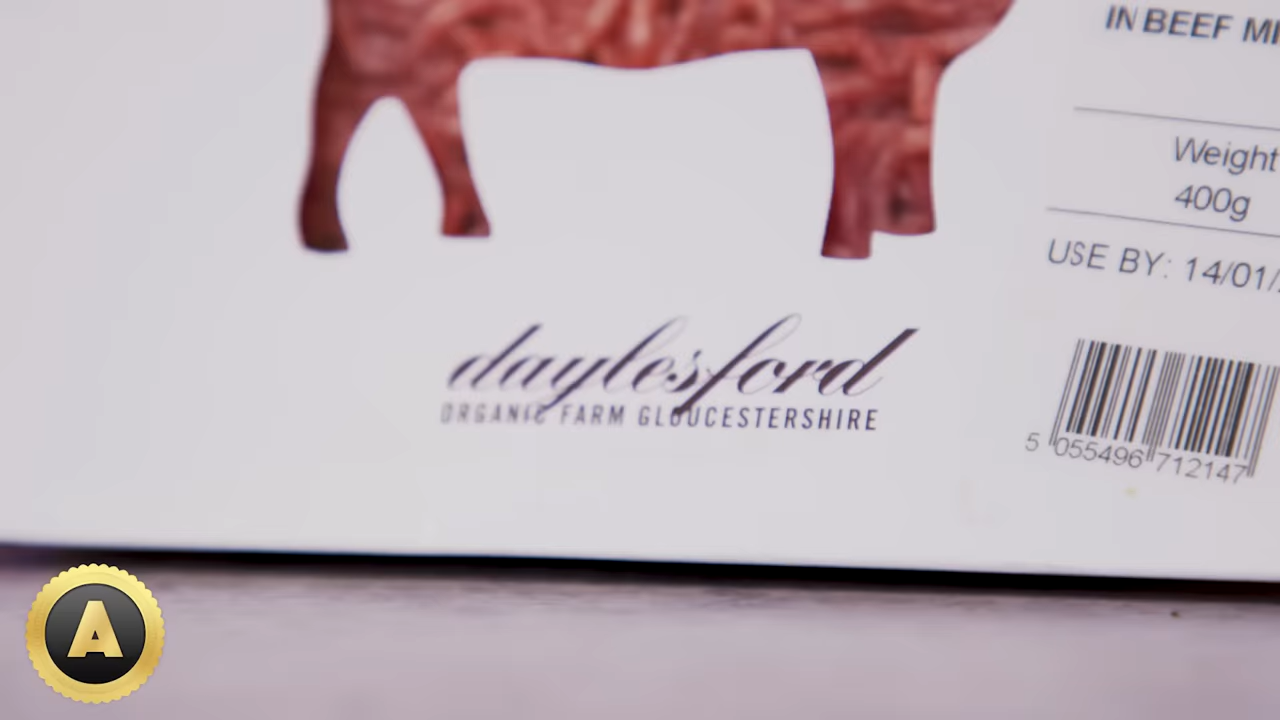 IN BEEF
Weight
400g
USE BY: 14/01/
daylesford
ORGANIC FARM GLOUCESTERSHIRE
5 055496 712147
A